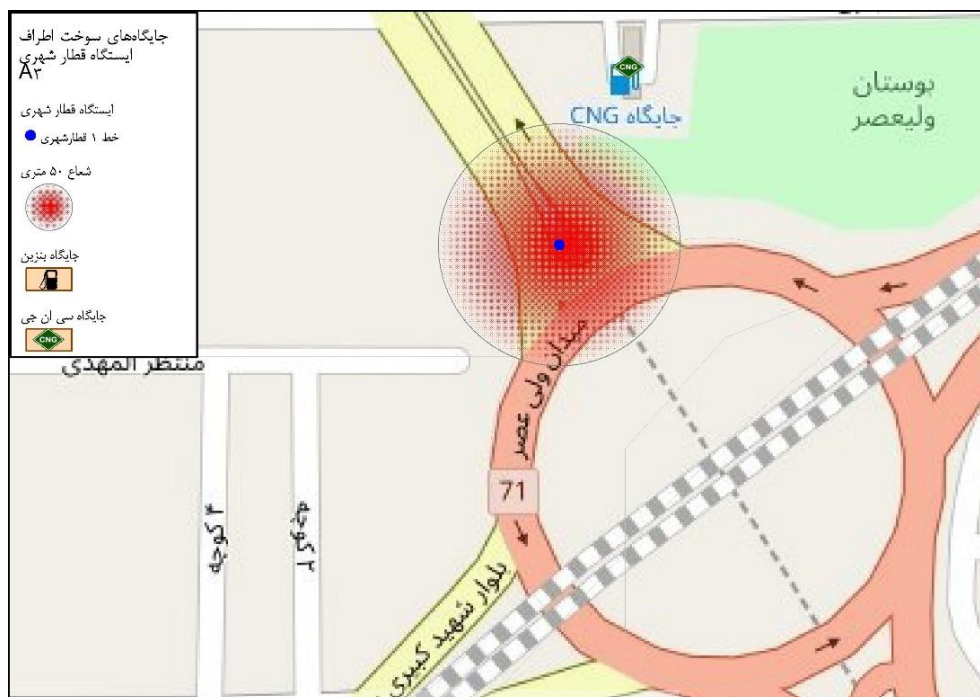 جایگاه‌های سوخت اطراف
ایستگاه قطار شهری
A۳
ایستگاه قطار شهری
خط ۱ قطارشهری
شعاع ۵۰ متری
جایگاه بنزین
جایگاه سی ان جی
CNG
CNG
جایگاه CNG
بوستان
ولیعصر
میدان ولی عصر
71
منتظر المهدی
۴ کوچه
بلوار شهید کبیری